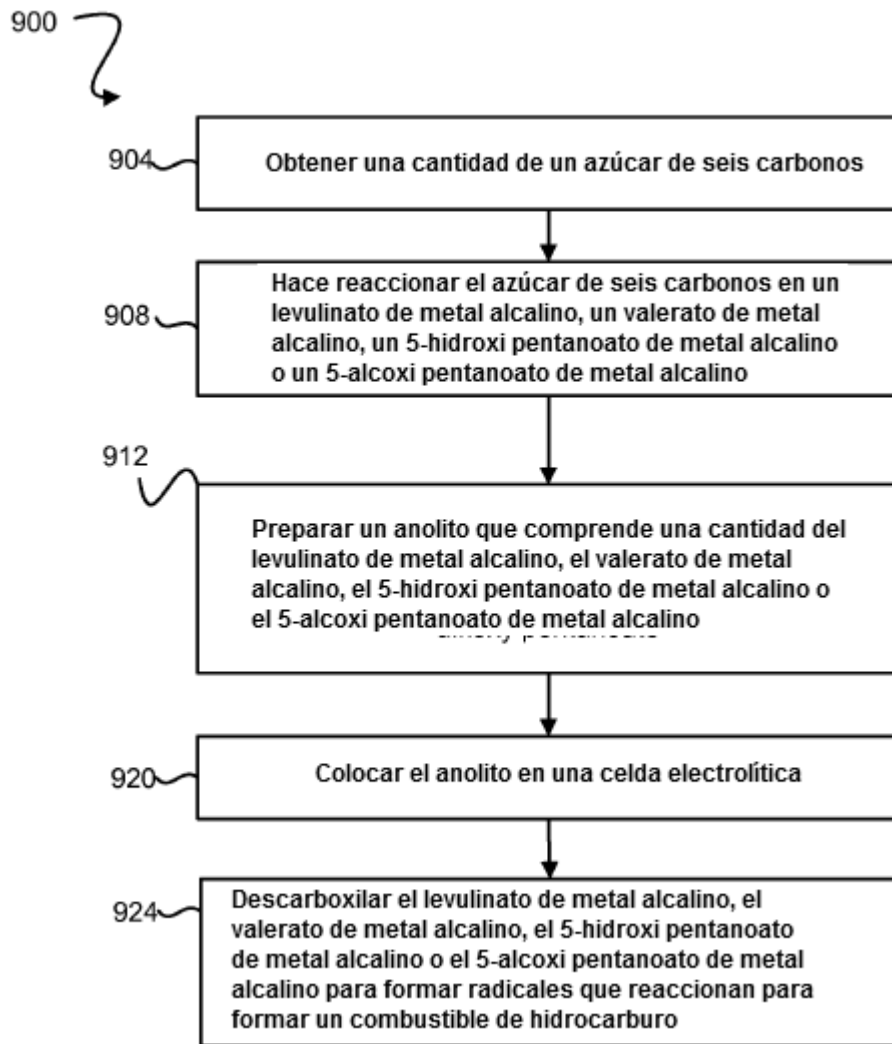 900
904
Obtener una cantidad de un azúcar de seis carbonos
908
Hace reaccionar el azúcar de seis carbonos en un
levulinato de metal alcalino, un valerato de metal
alcalino, un 5-hidroxi pentanoato de metal alcalino
o un 5-alcoxi pentanoato de metal alcalino
912
Preparar un anolito que comprende una cantidad del
levulinato de metal alcalino, el valerato de metal
alcalino, el 5-hidroxi pentanoato de metal alcalino o
el 5-alcoxi pentanoato de metal alcalino
920
Colocar el anolito en una celda electrolítica
924
Descarboxilar el levulinato de metal alcalino, el
valerato de metal alcalino, el 5-hidroxi pentanoato
de metal alcalino o el 5-alcoxi pentanoato de metal
alcalino para formar radicales que reaccionan para
formar un combustible de hidrocarburo